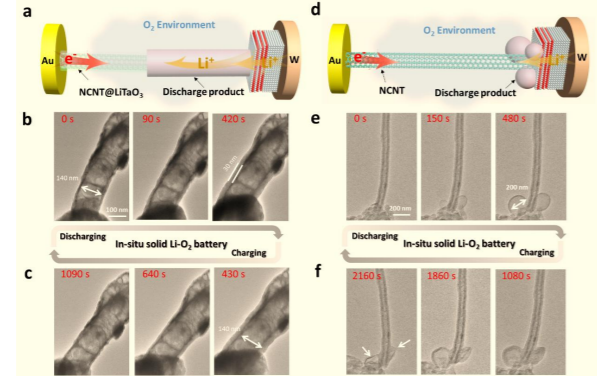 a
O₂ Environment
Au
e⁻
Li⁺
Li⁺
W
NCNT@LiTaO₃
Discharge product
d
O₂ Environment
Au
e⁻
Li⁺
W
NCNT
Discharge product
b
0 s
90 s
420 s
140 nm
100 nm
30 nm
e
0 s
150 s
480 s
200 nm
200 nm
Discharging
In-situ solid Li-O₂ battery
Charging
Discharging
In-situ solid Li-O₂ battery
Charging
c
1090 s
640 s
430 s
140 nm
f
2160 s
1860 s
1080 s